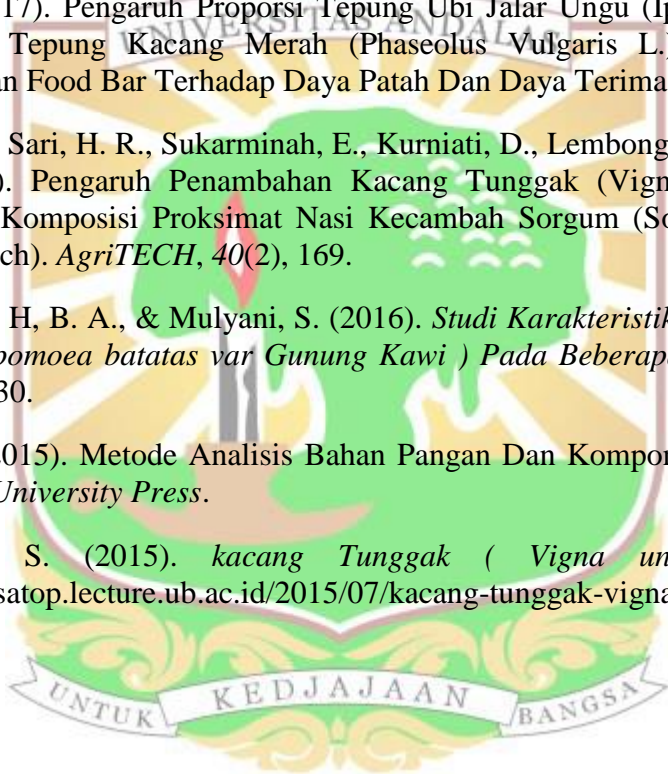 17). Pengaruh Proporsi Tepung Ubi Jalar Ungu (Ip
UNIVERSITAS ANDALAS
Tepung Kacang Merah (Phaseolus Vulgaris L.)
an Food Bar Terhadap Daya Patah Dan Daya Terima
Sari, H. R., Sukarminah, E., Kurniati, D., Lembong
). Pengaruh Penambahan Kacang Tunggak (Vign
Komposisi Proksimat Nasi Kecambah Sorgum (So
ch). AgriTECH, 40(2), 169.
H, B. A., & Mulyani, S. (2016). Studi Karakteristik
pomoea batatas var Gunung Kawi ) Pada Beberap
30.
2015). Metode Analisis Bahan Pangan Dan Kompor
University Press.
S. (2015). kacang Tunggak ( Vigna un
satop.lecture.ub.ac.id/2015/07/kacang-tunggak-vigna
UNTUK KEDJAJAAN BANGSA